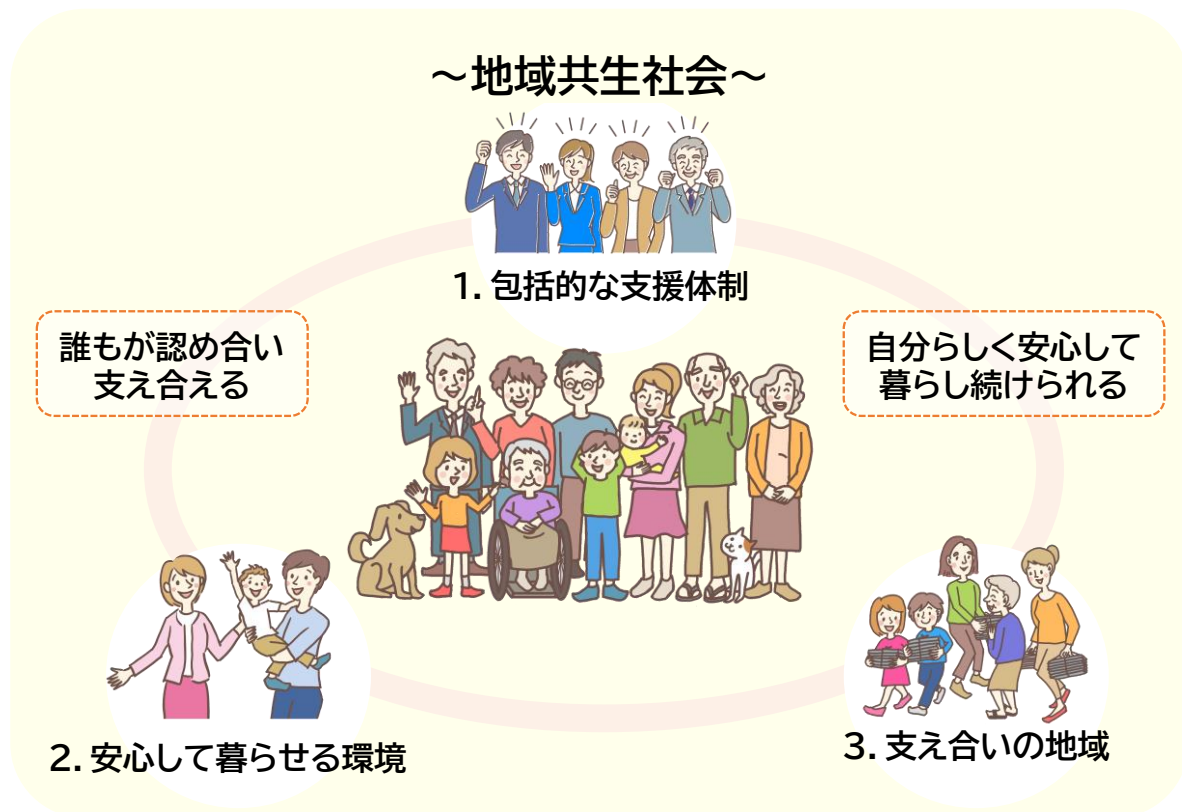 ～地域共生社会～
1. 包括的な支援体制
誰もが認め合い
支え合える
自分らしく安心して
暮らし続けられる
2. 安心して暮らせる環境
3. 支え合いの地域